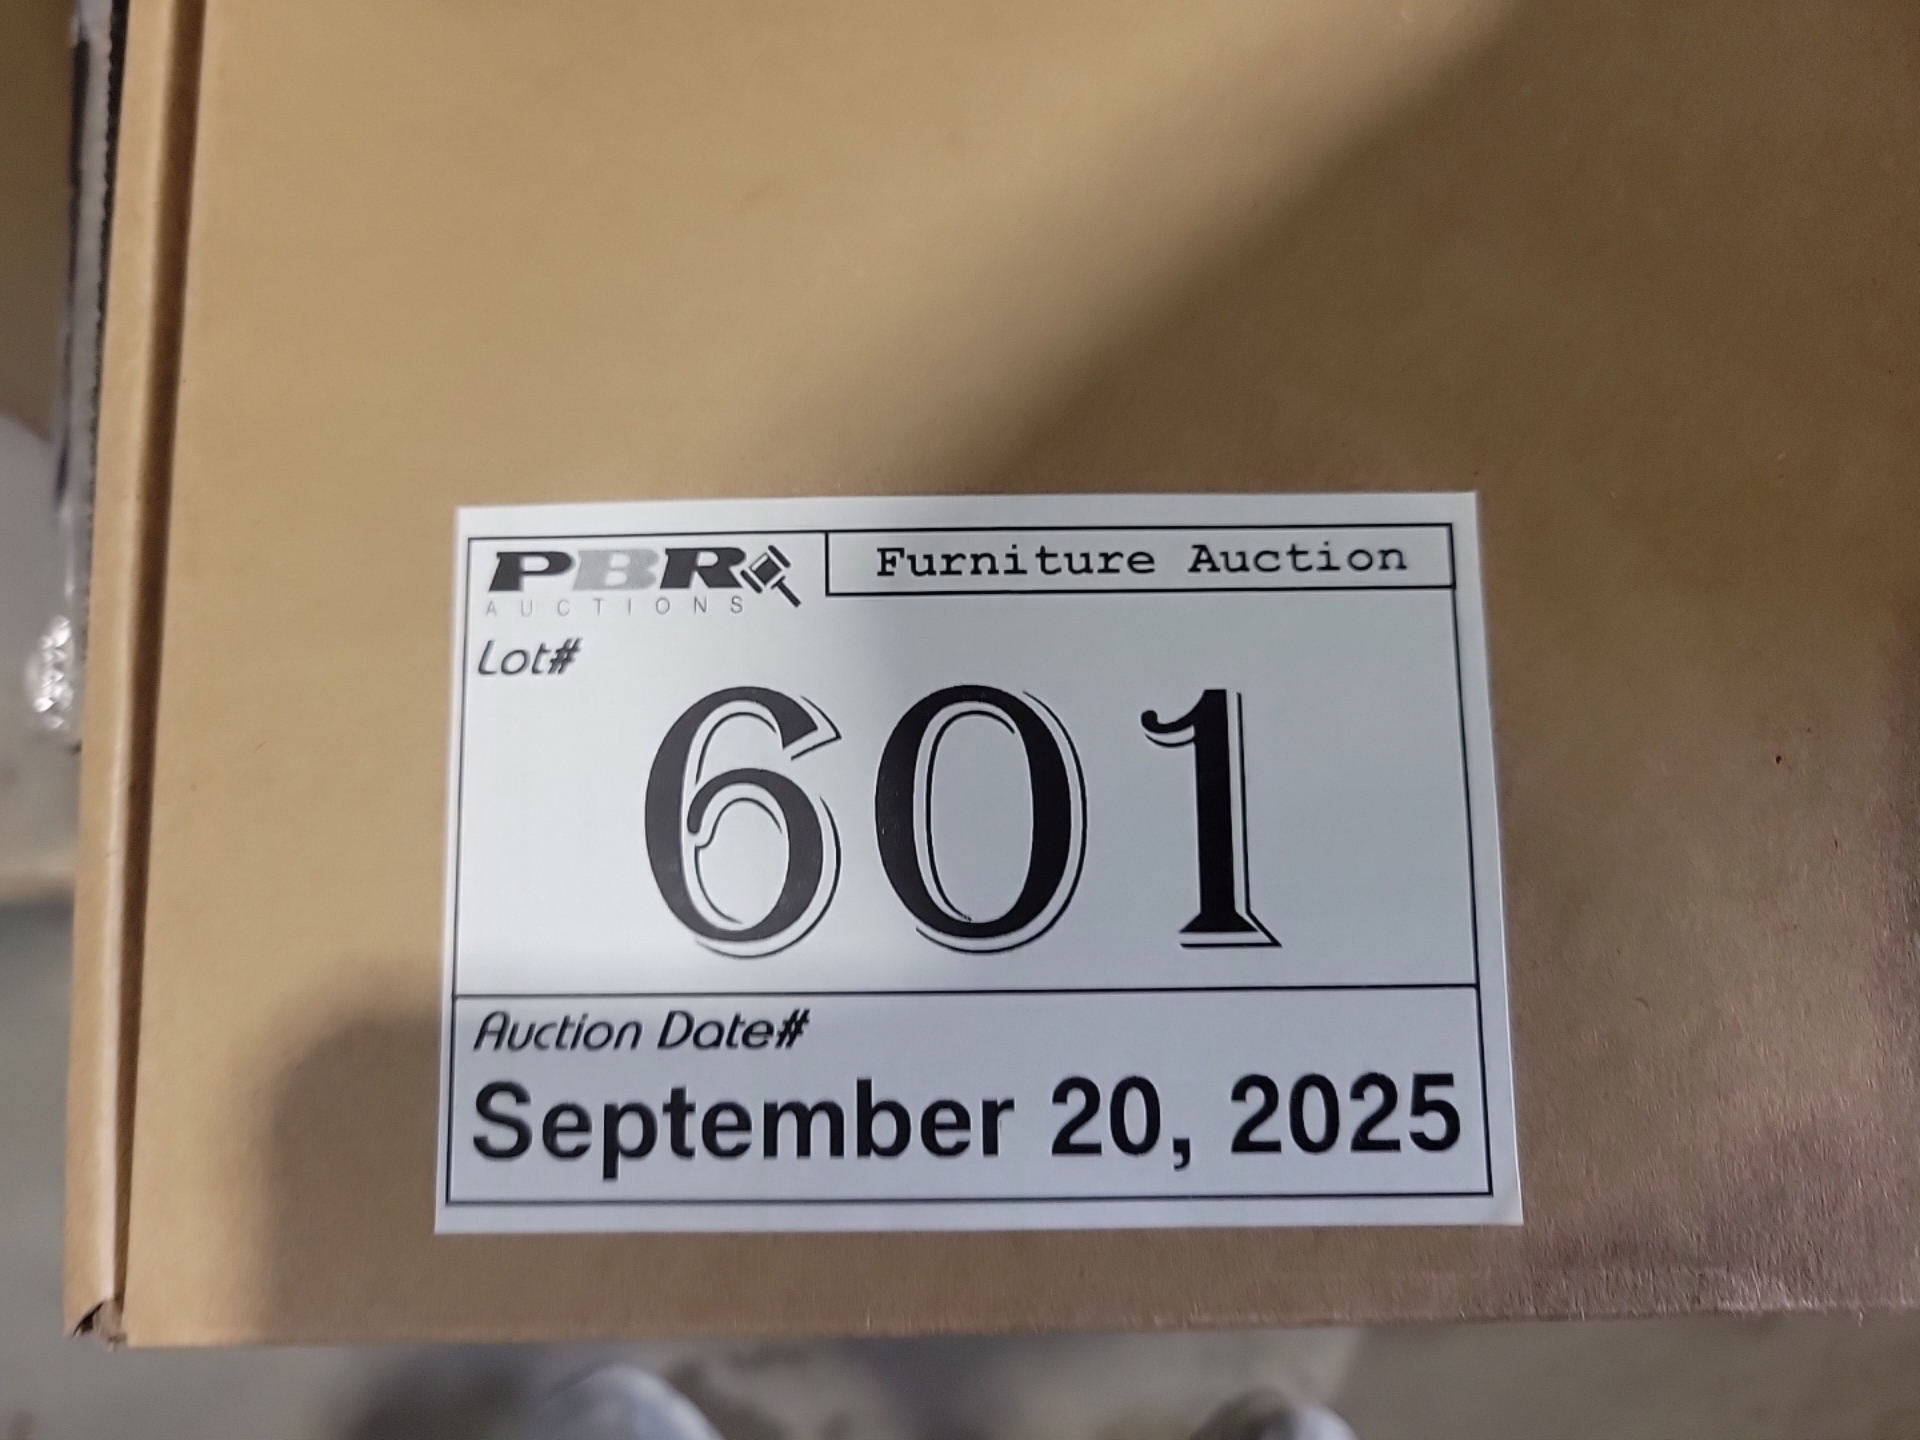 PBR
AUCTIONS
Furniture Auction
Lot#
601
Auction Date#
September 20, 2025